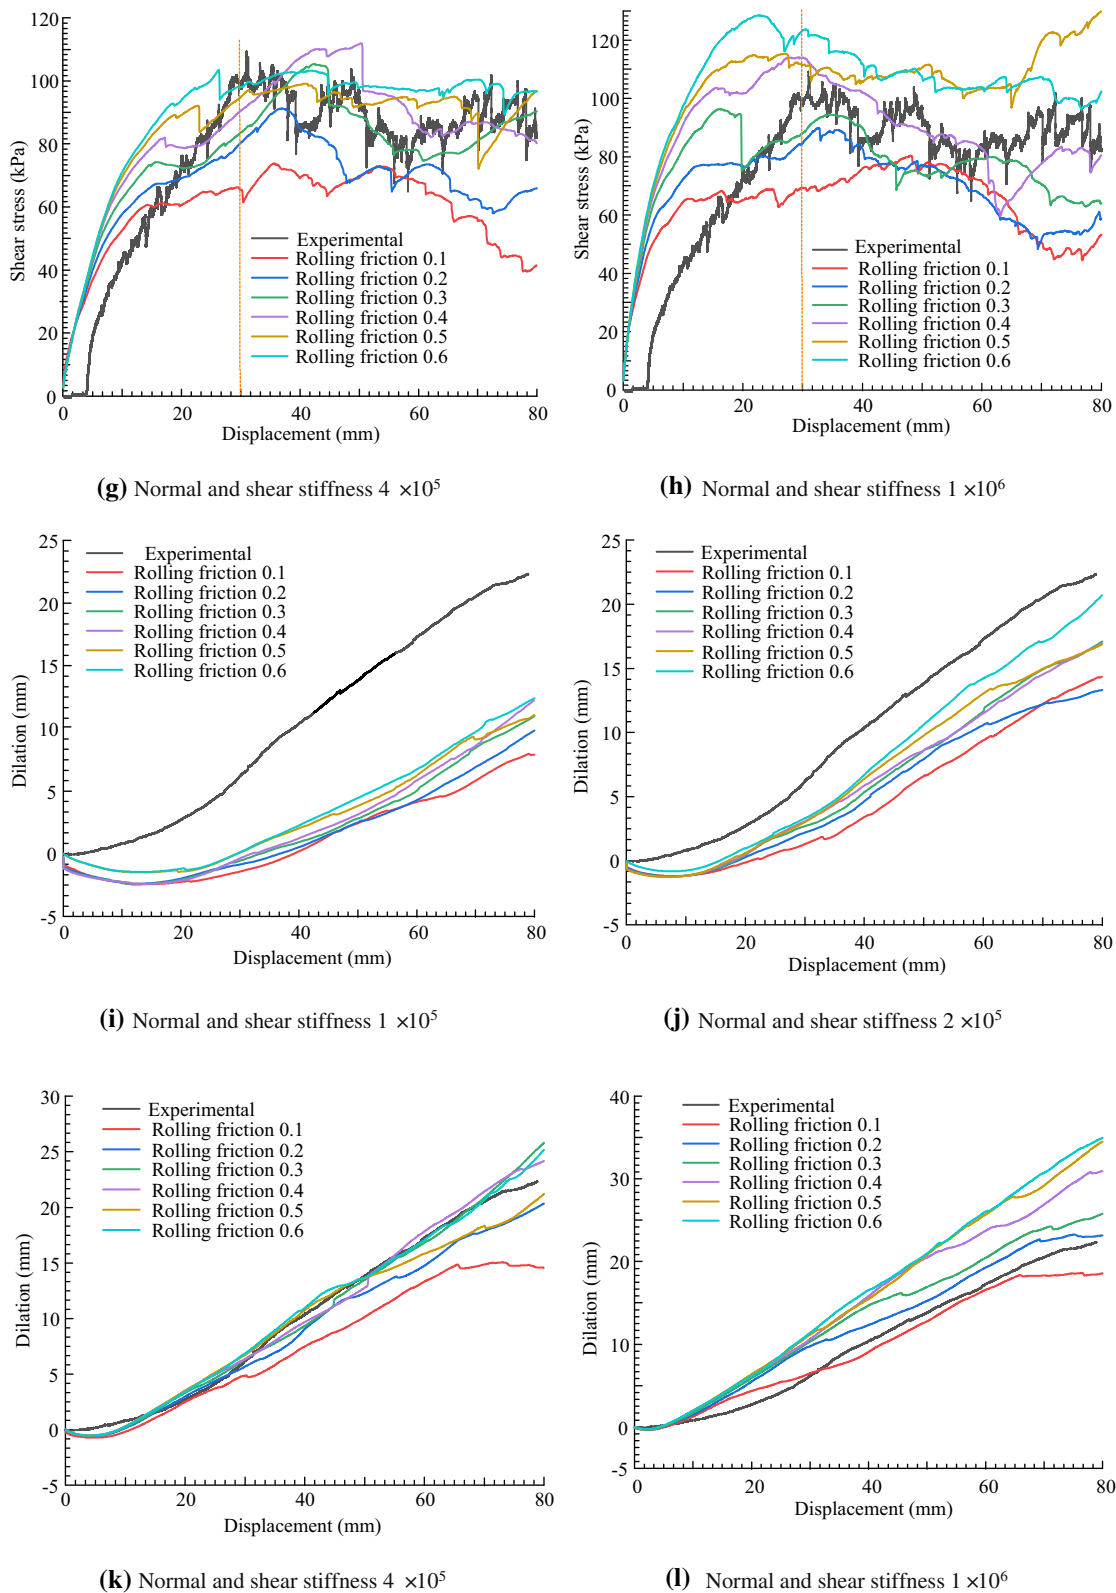 120
100
80
60
40
20
0
Shear stress (kPa)
Experimental
Rolling friction 0.1
Rolling friction 0.2
Rolling friction 0.3
Rolling friction 0.4
Rolling friction 0.5
Rolling friction 0.6
0 20 40 60 80
Displacement (mm)
(g) Normal and shear stiffness 4 ×10⁵
120
100
80
60
40
20
0
Shear stress (kPa)
Experimental
Rolling friction 0.1
Rolling friction 0.2
Rolling friction 0.3
Rolling friction 0.4
Rolling friction 0.5
Rolling friction 0.6
0 20 40 60 80
Displacement (mm)
(h) Normal and shear stiffness 1 ×10⁶
25
20
15
10
5
0
-5
Dilation (mm)
Experimental
Rolling friction 0.1
Rolling friction 0.2
Rolling friction 0.3
Rolling friction 0.4
Rolling friction 0.5
Rolling friction 0.6
0 20 40 60 80
Displacement (mm)
(i) Normal and shear stiffness 1 ×10⁵
25
20
15
10
5
0
-5
Dilation (mm)
Experimental
Rolling friction 0.1
Rolling friction 0.2
Rolling friction 0.3
Rolling friction 0.4
Rolling friction 0.5
Rolling friction 0.6
0 20 40 60 80
Displacement (mm)
(j) Normal and shear stiffness 2 ×10⁵
30
25
20
15
10
5
0
-5
Dilation (mm)
Experimental
Rolling friction 0.1
Rolling friction 0.2
Rolling friction 0.3
Rolling friction 0.4
Rolling friction 0.5
Rolling friction 0.6
0 20 40 60 80
Displacement (mm)
(k) Normal and shear stiffness 4 ×10⁵
40
30
20
10
0
-5
Dilation (mm)
Experimental
Rolling friction 0.1
Rolling friction 0.2
Rolling friction 0.3
Rolling friction 0.4
Rolling friction 0.5
Rolling friction 0.6
0 20 40 60 80
Displacement (mm)
(l) Normal and shear stiffness 1 ×10⁶